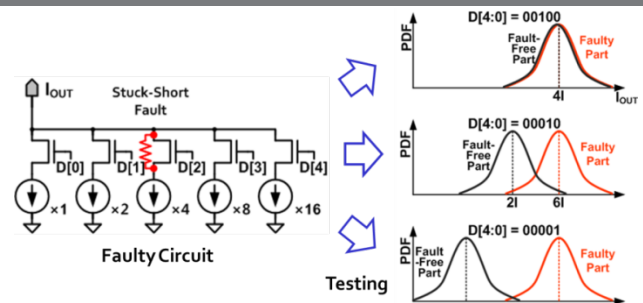 I_OUT
Stuck-Short
Fault
D[0] D[1] D[2] D[3] D[4]
×1 ×2 ×4 ×8 ×16
Faulty Circuit
Testing
D[4:0] = 00100
PDF
Fault-
Free
Part
Faulty
Part
4I
I_OUT
D[4:0] = 00010
PDF
Fault-
Free
Part
Faulty
Part
2I 6I
D[4:0] = 00001
PDF
Fault
-Free
Part
Faulty
Part